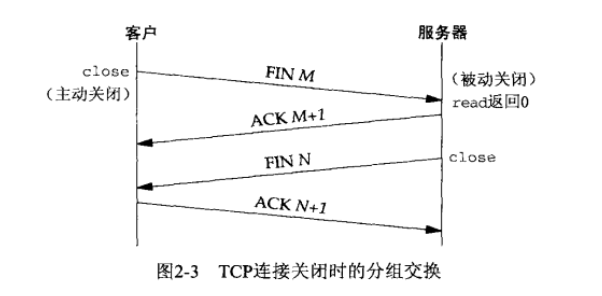 客户
服务器
close
(主动关闭)
FIN M
(被动关闭)
read返回0
ACK M+1
FIN N
close
ACK N+1
图2-3 TCP连接关闭时的分组交换